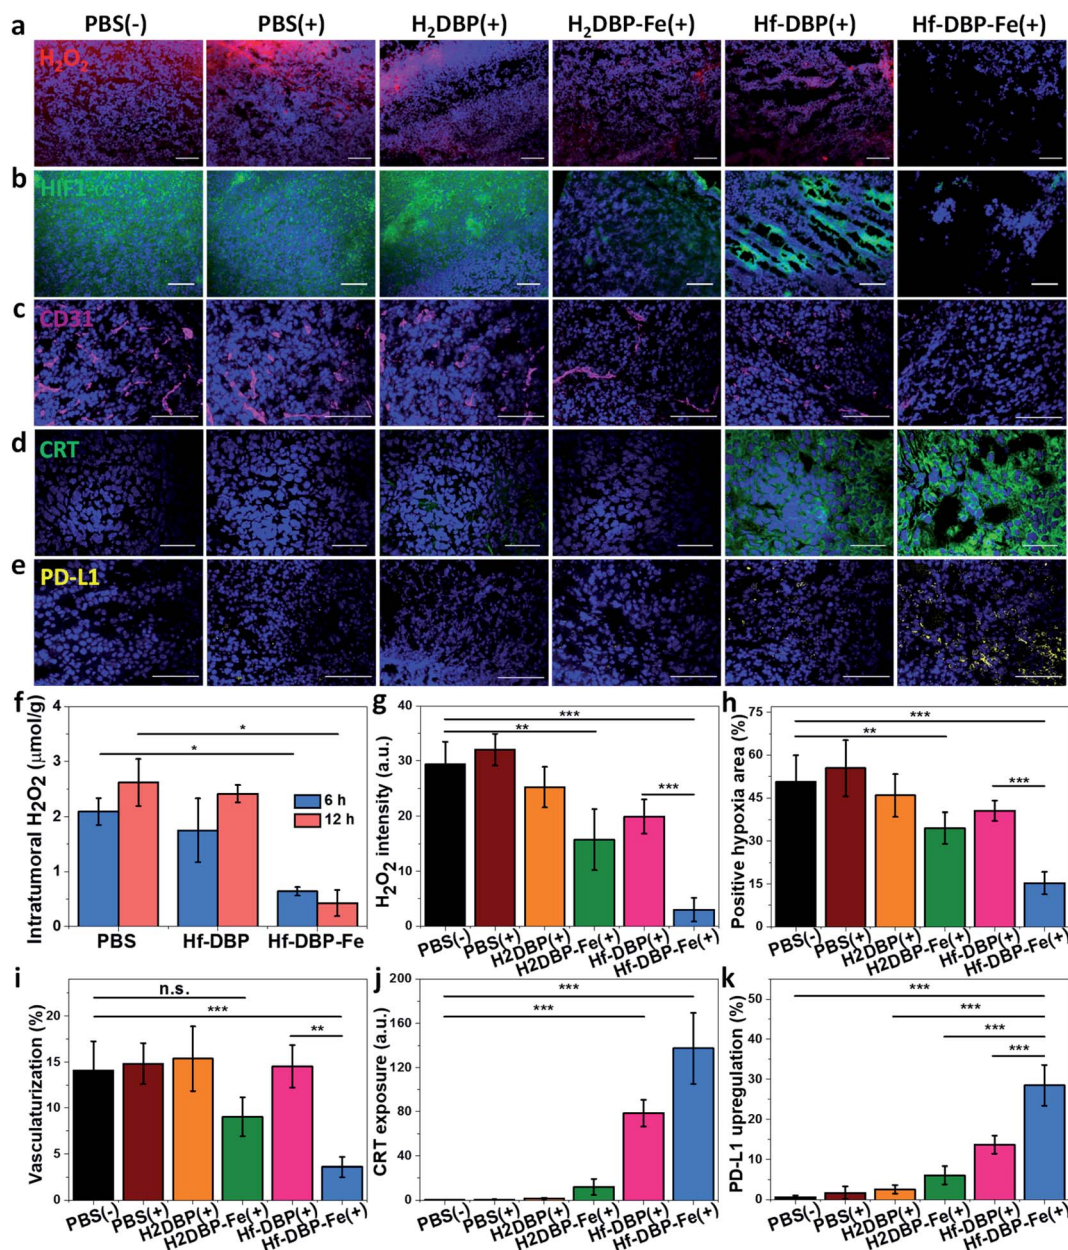 a PBS(-) PBS(+) H₂DBP(+) H₂DBP-Fe(+) Hf-DBP(+) Hf-DBP-Fe(+)
H₂O₂
b HIF1-α
c CD31
d CRT
e PD-L1
f
Intratumoral H₂O₂ (μmol/g)
4
3
2
1
0
*
*
6 h
12 h
PBS Hf-DBP Hf-DBP-Fe
g
H₂O₂ intensity (a.u.)
40
30
20
10
0
***
**
***
PBS(-) PBS(+) H2DBP(+) H2DBP-Fe(+) Hf-DBP(+) Hf-DBP-Fe(+)
h
Positive hypoxia area (%)
75
60
45
30
15
0
***
**
***
PBS(-) PBS(+) H2DBP(+) H2DBP-Fe(+) Hf-DBP(+) Hf-DBP-Fe(+)
i
Vasculaturization (%)
20
15
10
5
0
n.s.
***
**
PBS(-) PBS(+) H2DBP(+) H2DBP-Fe(+) Hf-DBP(+) Hf-DBP-Fe(+)
j
CRT exposure (a.u.)
200
160
120
80
40
0
***
***
PBS(-) PBS(+) H2DBP(+) H2DBP-Fe(+) Hf-DBP(+) Hf-DBP-Fe(+)
k
PD-L1 upregulation (%)
50
40
30
20
10
0
***
***
***
***
PBS(-) PBS(+) H2DBP(+) H2DBP-Fe(+) Hf-DBP(+) Hf-DBP-Fe(+)